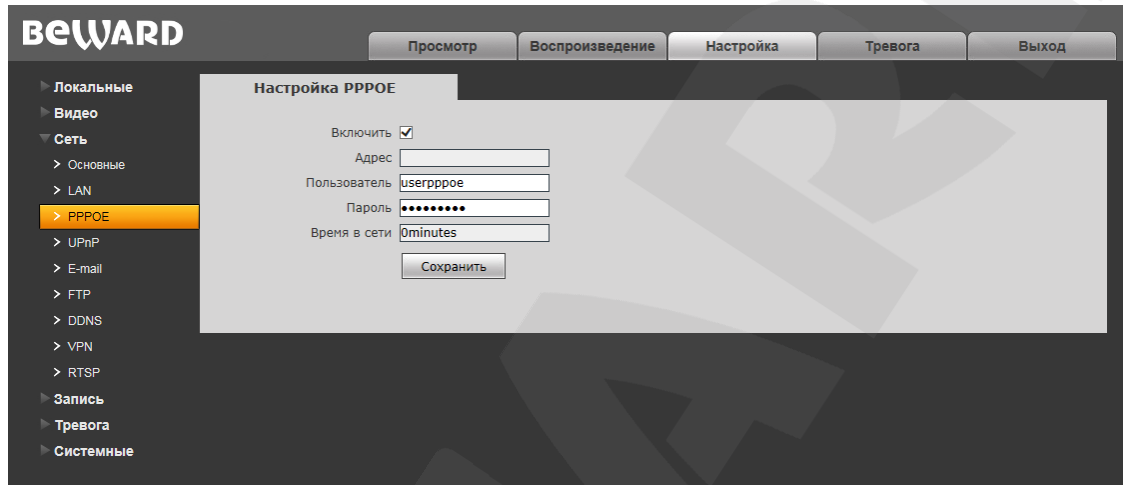 BEWARD
Просмотр Воспроизведение Настройка Тревога Выход
Локальные
Видео
Сеть
> Основные
> LAN
> PPPOE
> UPnP
> E-mail
> FTP
> DDNS
> VPN
> RTSP
Запись
Тревога
Системные
Настройка PPPOE
Включить
Адрес
Пользователь userpppoe
Пароль •••••••••
Время в сети 0minutes
Сохранить